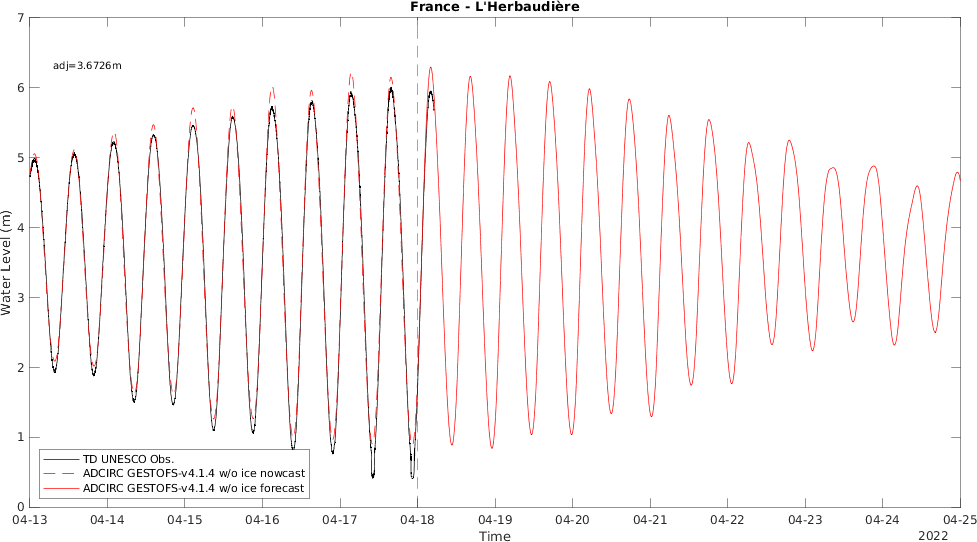 France - L'Herbaudière
adj=3.6726m
Water Level (m)
7
6
5
4
3
2
1
0
TD UNESCO Obs.
ADCIRC GESTOFS-v4.1.4 w/o ice nowcast
ADCIRC GESTOFS-v4.1.4 w/o ice forecast
04-13 04-14 04-15 04-16 04-17 04-18 04-19 04-20 04-21 04-22 04-23 04-24 04-25
Time
2022